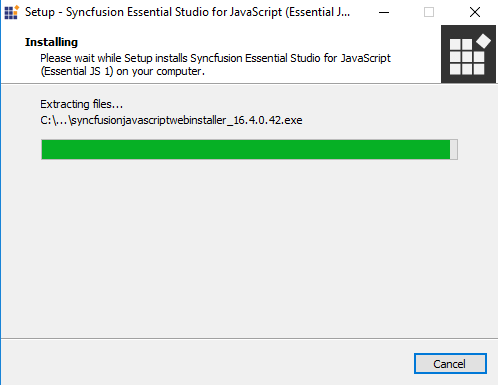 Setup - Syncfusion Essential Studio for JavaScript (Essential J...
Installing
Please wait while Setup installs Syncfusion Essential Studio for JavaScript
(Essential JS 1) on your computer.
Extracting files...
C:\...\syncfusionjavascriptwebinstaller_16.4.0.42.exe
Cancel